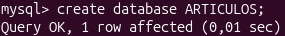 mysql> create database ARTICULOS;
Query OK, 1 row affected (0,01 sec)